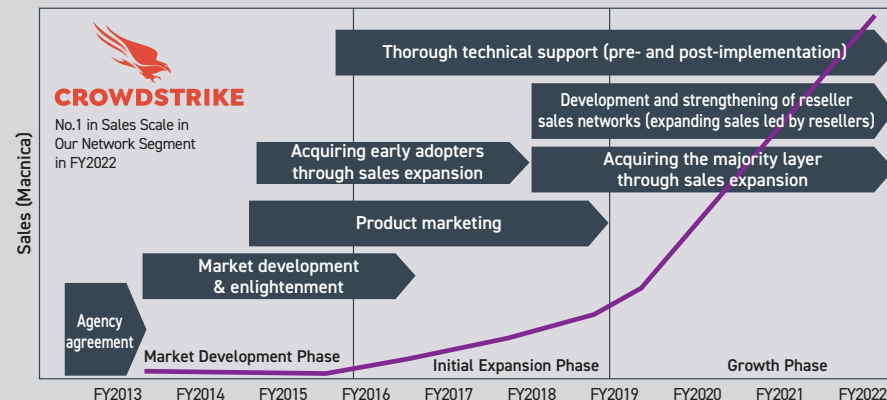 CROWDSTRIKE
No.1 in Sales Scale in
Our Network Segment
in FY2022
Sales (Macnica)
Thorough technical support (pre- and post-implementation)
Development and strengthening of reseller
sales networks (expanding sales led by resellers)
Acquiring early adopters
through sales expansion
Acquiring the majority layer
through sales expansion
Product marketing
Market development
& enlightenment
Agency
agreement
Market Development Phase
Initial Expansion Phase
Growth Phase
FY2013 FY2014 FY2015 FY2016 FY2017 FY2018 FY2019 FY2020 FY2021 FY2022